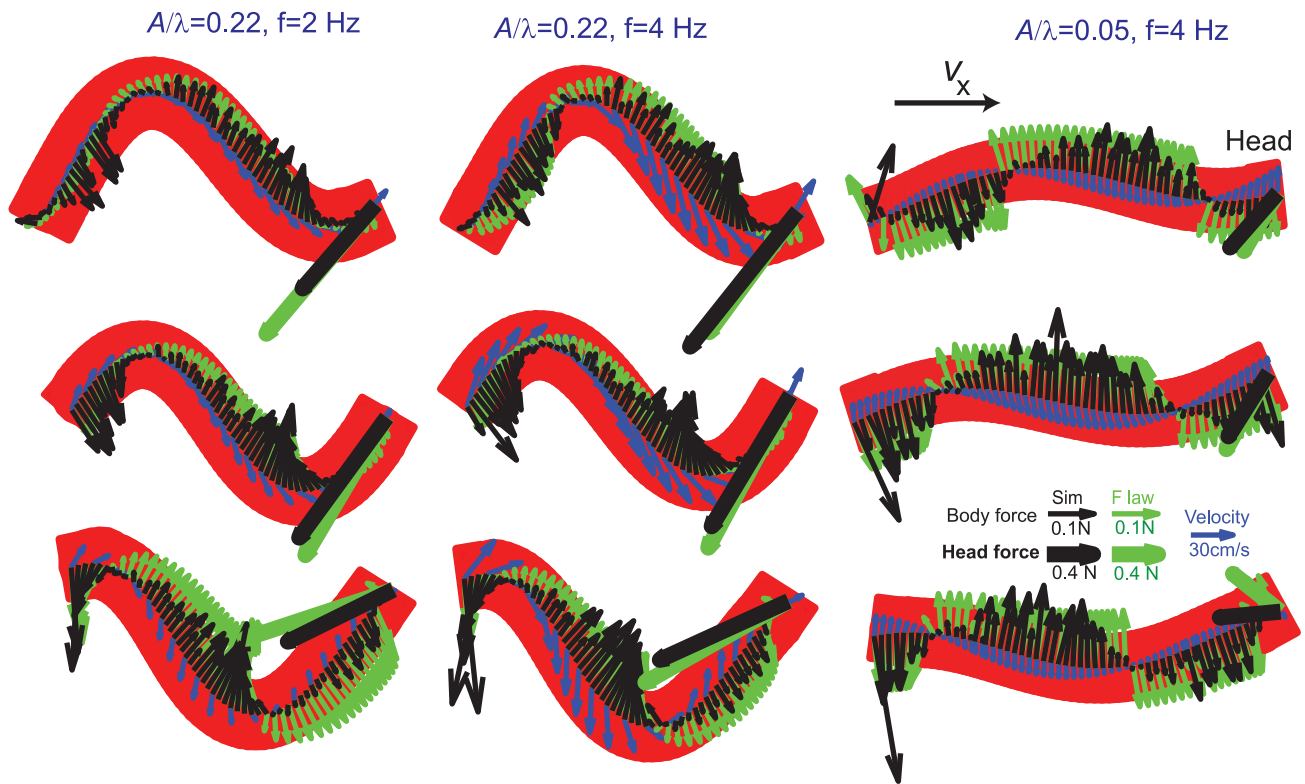 A/λ=0.22, f=2 Hz
A/λ=0.22, f=4 Hz
A/λ=0.05, f=4 Hz
Vx
Head
Sim F law
Body force Velocity
0.1N 0.1N
Head force 30cm/s
0.4 N 0.4 N